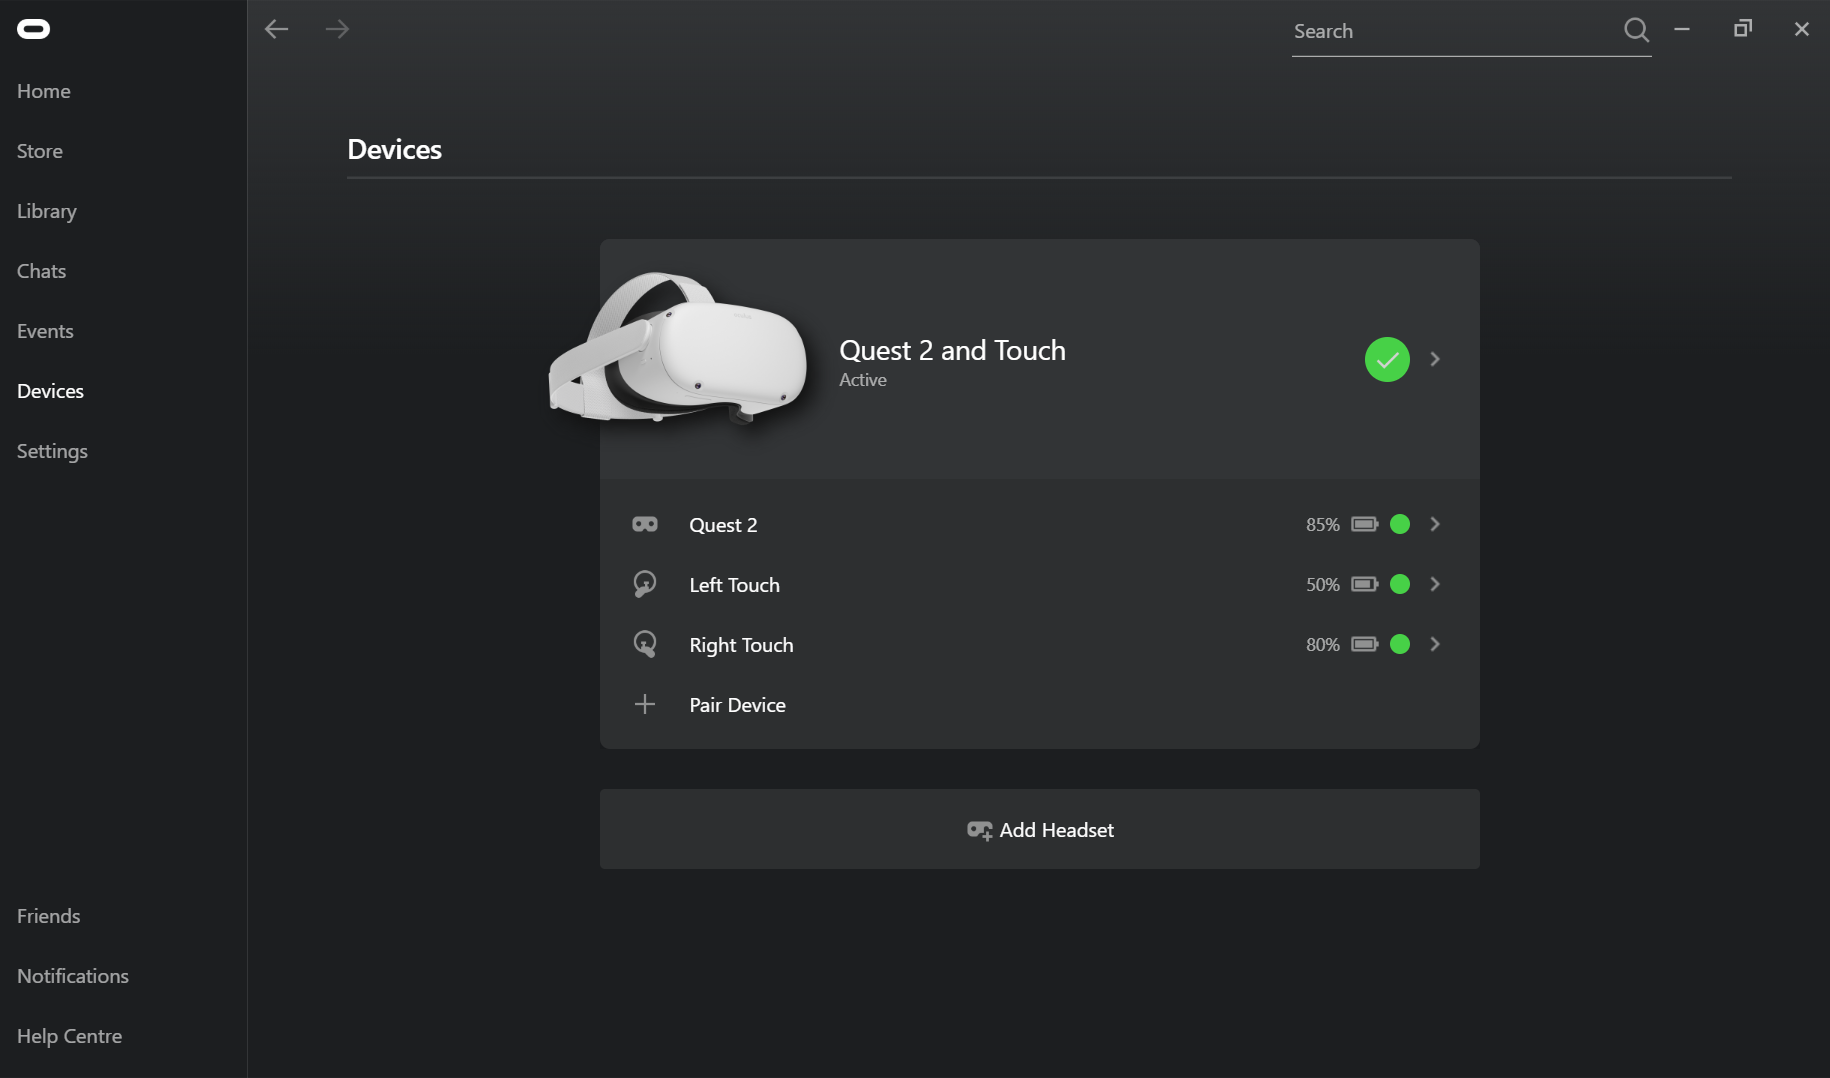 Search
Home
Store
Library
Chats
Events
Devices
Settings
Friends
Notifications
Help Centre
Devices
Quest 2 and Touch
Active
Quest 2
85%
Left Touch
50%
Right Touch
80%
Pair Device
Add Headset